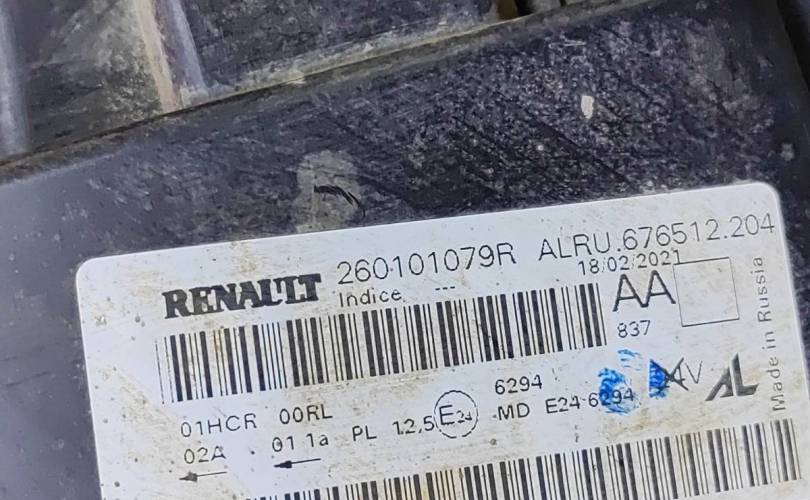 RENAULT 260101079R ALRU.676512.204
Indice --- 18/02/2021
AA
837
01HCR 00RL 6294
02A 01 1a PL 12,5 E24 -MD E24-6294 AL
Made in Russia